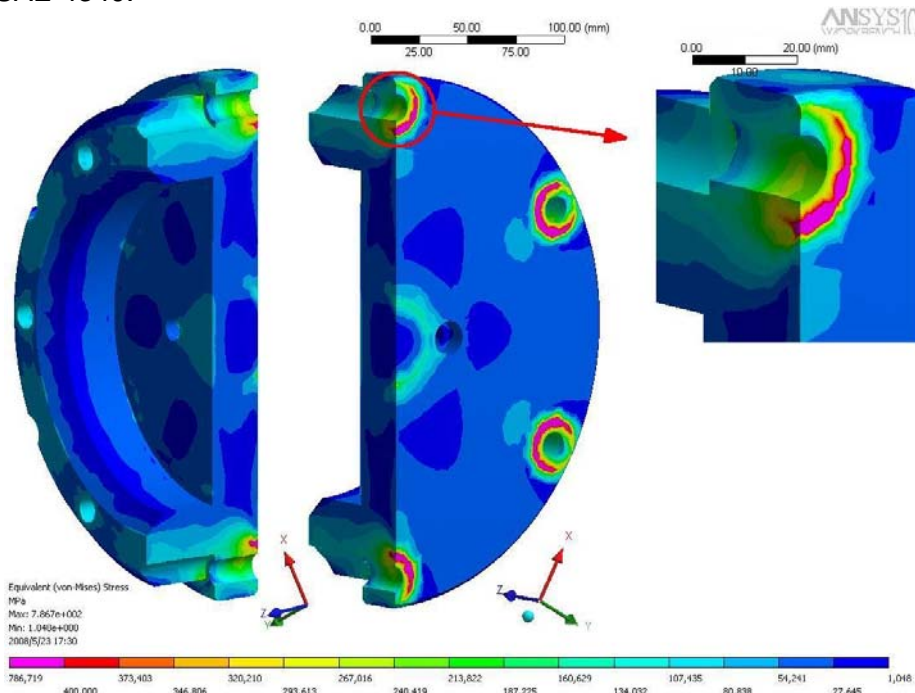 SAE 4340.
0.00 50.00 100.00 (mm)
25.00 75.00
ANSYS
WORKBENCH
0.00 20.00 (mm)
10.00
X
Z
Y
X
Z
Y
Equivalent (von-Mises) Stress
MPa
Max: 7.867e+002
Min: 1.048e+000
2008/5/23 17:30
786,719 373,403 320,210 267,016 213,822 160,629 107,435 54,241 1,048
400,000 346,806 293,613 240,419 187,225 134,032 80,838 27,645